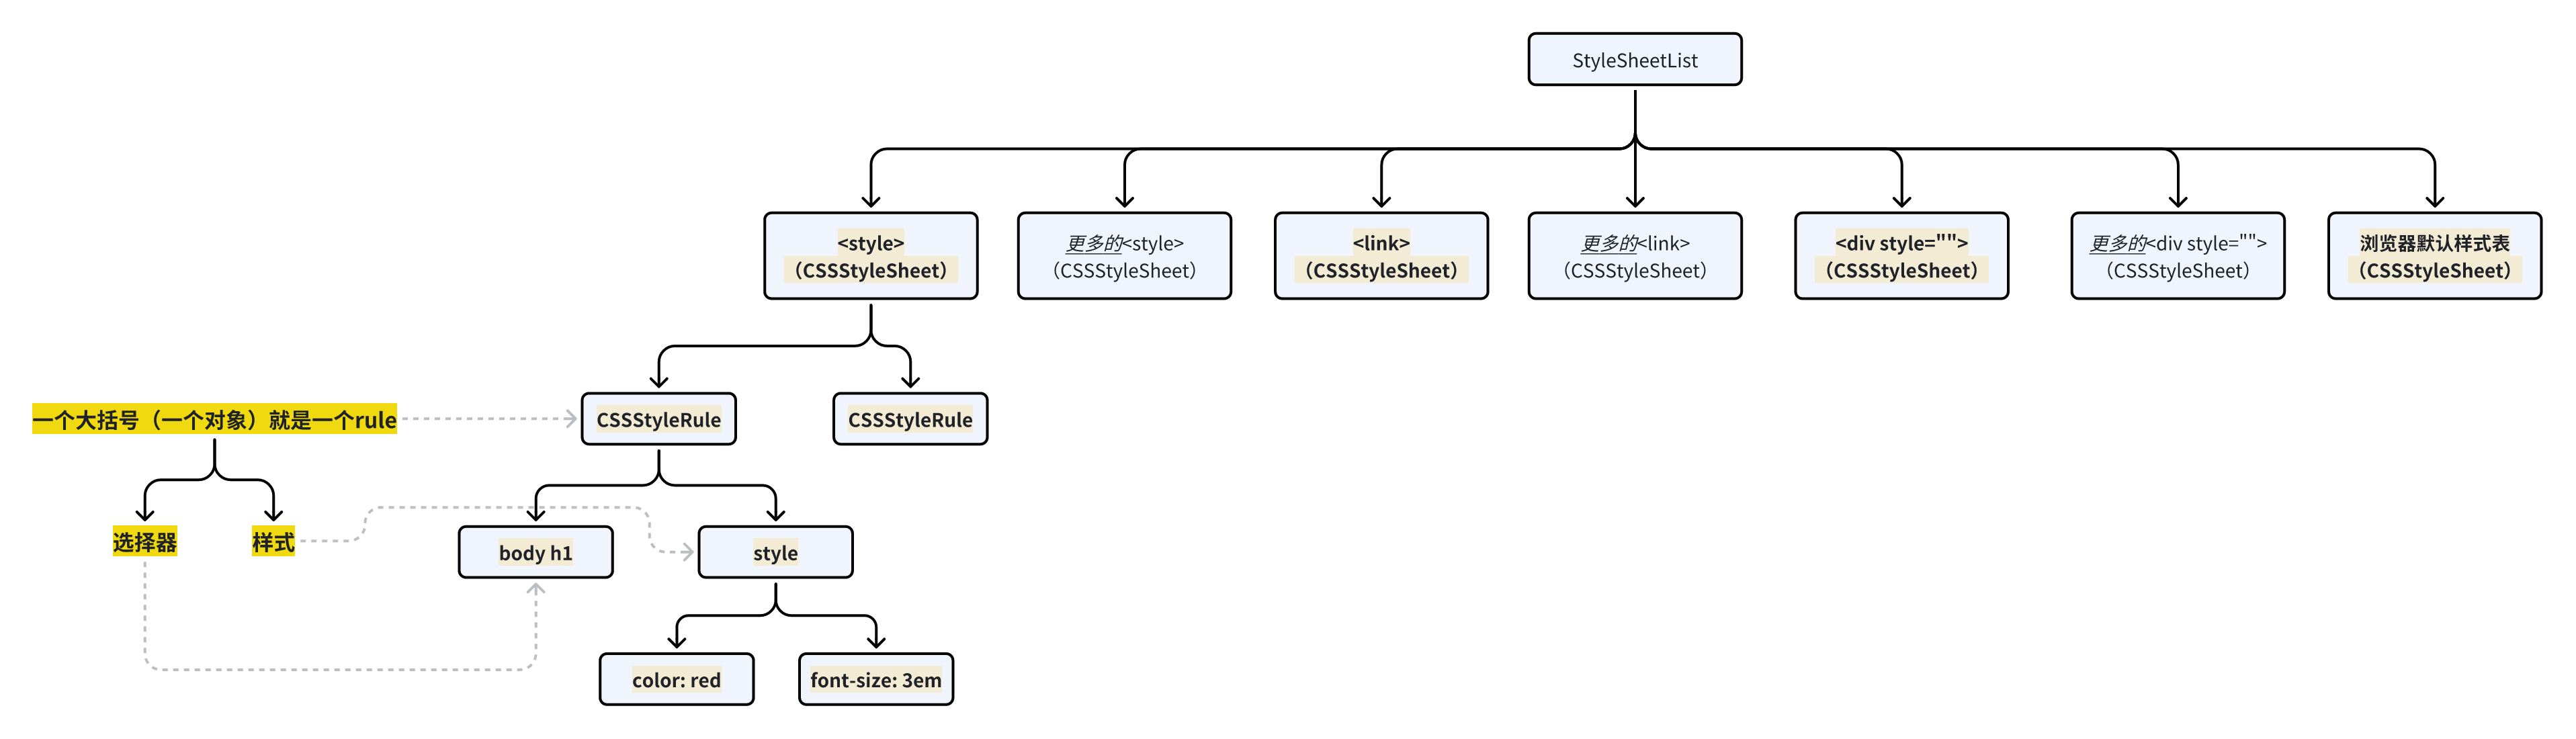 StyleSheetList
<style>
（CSSStyleSheet）
更多的<style>
（CSSStyleSheet）
<link>
（CSSStyleSheet）
更多的<link>
（CSSStyleSheet）
<div style="">
（CSSStyleSheet）
更多的<div style="">
（CSSStyleSheet）
浏览器默认样式表
（CSSStyleSheet）
一个大括号（一个对象）就是一个rule
CSSStyleRule
CSSStyleRule
选择器
样式
body h1
style
color: red
font-size: 3em